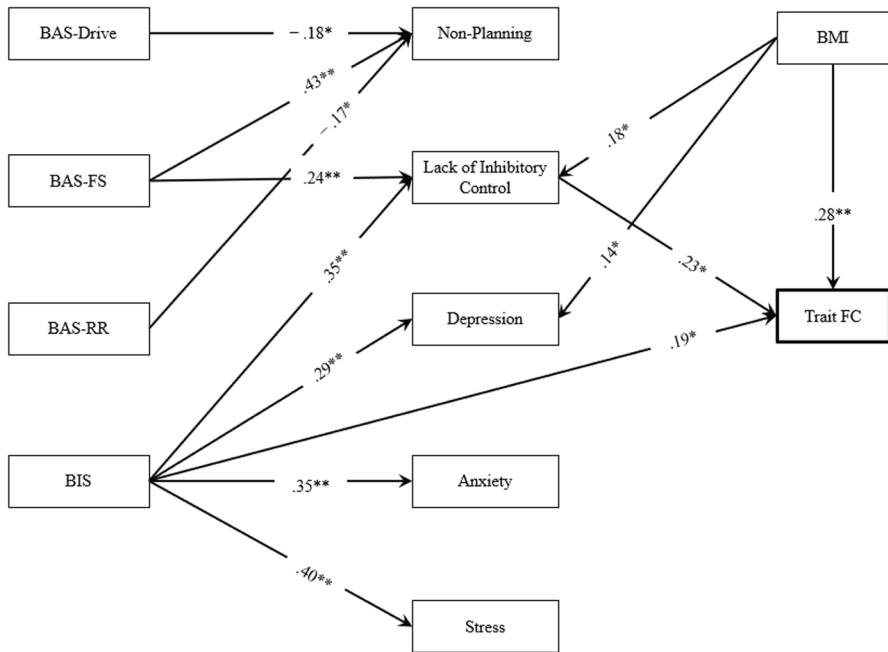 BAS-Drive
− .18*
Non-Planning
BMI
.43**
− .17*
BAS-FS
.24**
Lack of Inhibitory
Control
.18*
.28**
.35**
.14*
.23*
BAS-RR
Depression
Trait FC
.29**
.19*
BIS
.35**
Anxiety
.40**
Stress